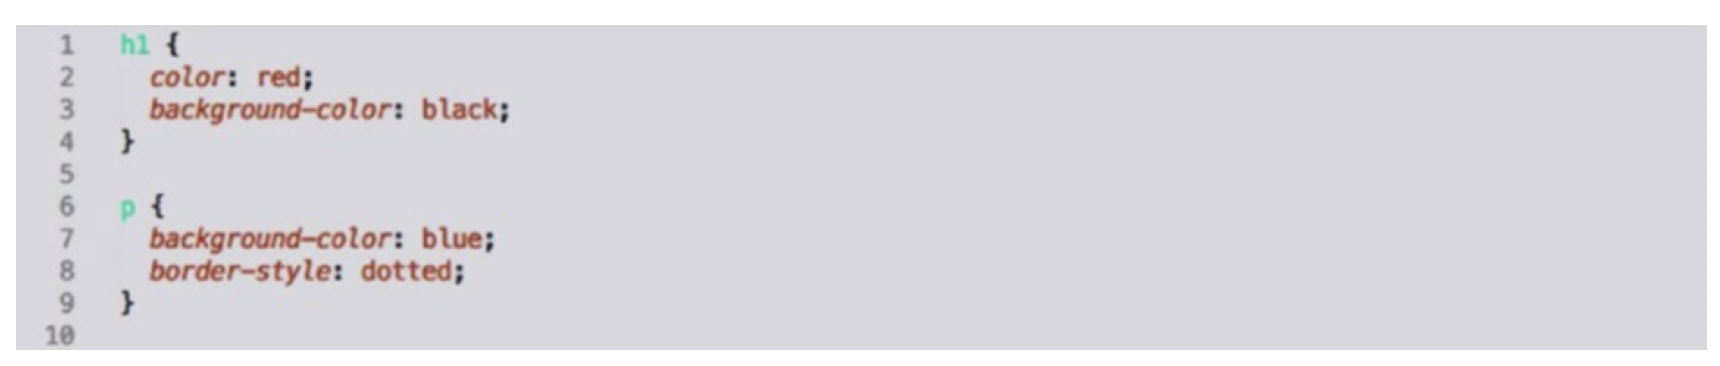 1 h1 {
2 color: red;
3 background-color: black;
4 }
5
6 p {
7 background-color: blue;
8 border-style: dotted;
9 }
10